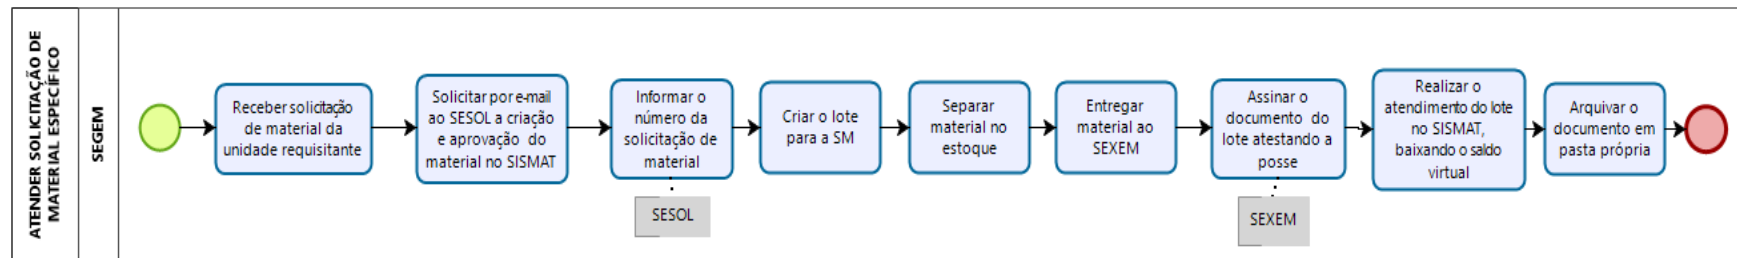 ATENDER SOLICITAÇÃO DE
MATERIAL ESPECÍFICO
SEGEM
Receber solicitação
de material da
unidade requisitante
Solicitar por e-mail
ao SESOL a criação
e aprovação do
material no SISMAT
Informar o
número da
solicitação de
material
SESOL
Criar o lote
para a SM
Separar
material no
estoque
Entregar
material ao
SEXEM
Assinar o
documento do
lote atestando a
posse
SEXEM
Realizar o
atendimento do lote
no SISMAT,
baixando o saldo
virtual
Arquivar o
documento em
pasta própria